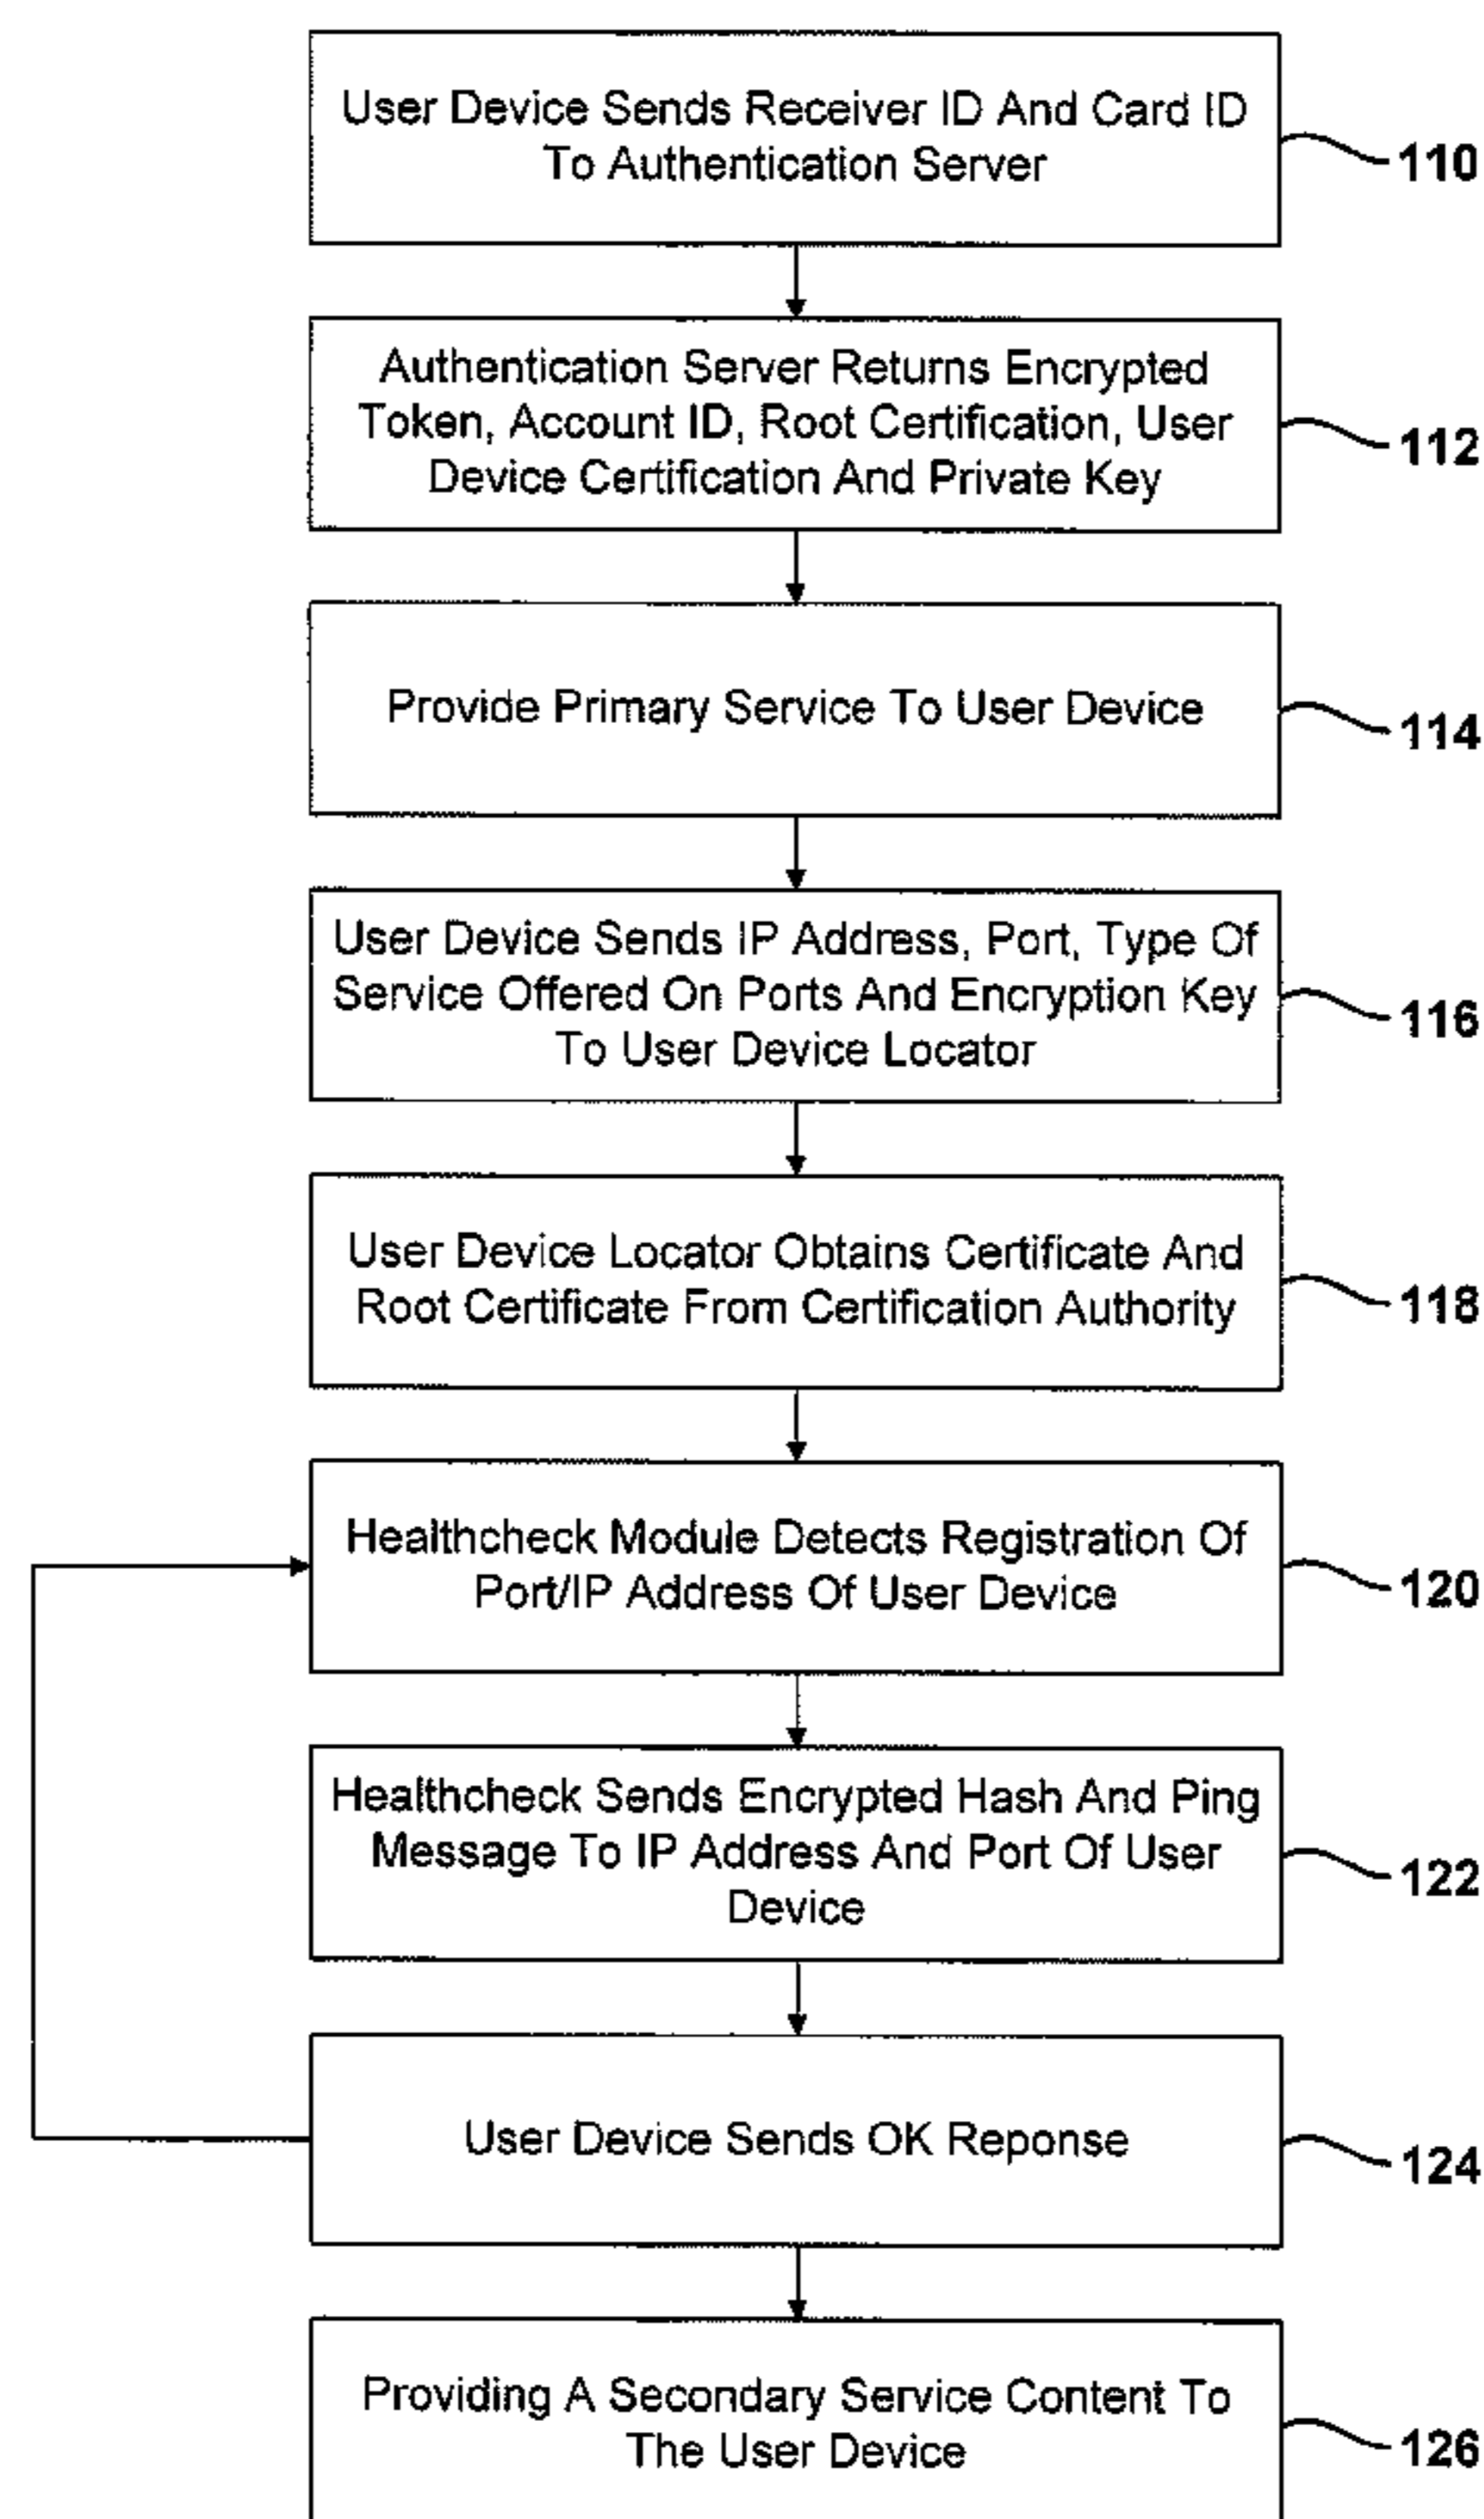 User Device Sends Receiver ID And Card ID
To Authentication Server
110
Authentication Server Returns Encrypted
Token, Account ID, Root Certification, User
Device Certification And Private Key
112
Provide Primary Service To User Device
114
User Device Sends IP Address, Port, Type Of
Service Offered On Ports And Encryption Key
To User Device Locator
116
User Device Locator Obtains Certificate And
Root Certificate From Certification Authority
118
Healthcheck Module Detects Registration Of
Port/IP Address Of User Device
120
Healthcheck Sends Encrypted Hash And Ping
Message To IP Address And Port Of User
Device
122
User Device Sends OK Reponse
124
Providing A Secondary Service Content To
The User Device
126